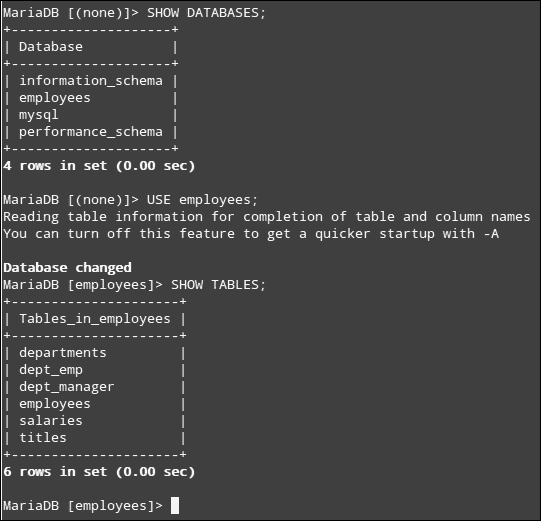 MariaDB [(none)]> SHOW DATABASES;
+--------------------+
| Database           |
+--------------------+
| information_schema |
| employees          |
| mysql              |
| performance_schema |
+--------------------+
4 rows in set (0.00 sec)
MariaDB [(none)]> USE employees;
Reading table information for completion of table and column names
You can turn off this feature to get a quicker startup with -A
Database changed
MariaDB [employees]> SHOW TABLES;
+---------------------+
| Tables_in_employees |
+---------------------+
| departments         |
| dept_emp            |
| dept_manager        |
| employees           |
| salaries            |
| titles              |
+---------------------+
6 rows in set (0.00 sec)
MariaDB [employees]>